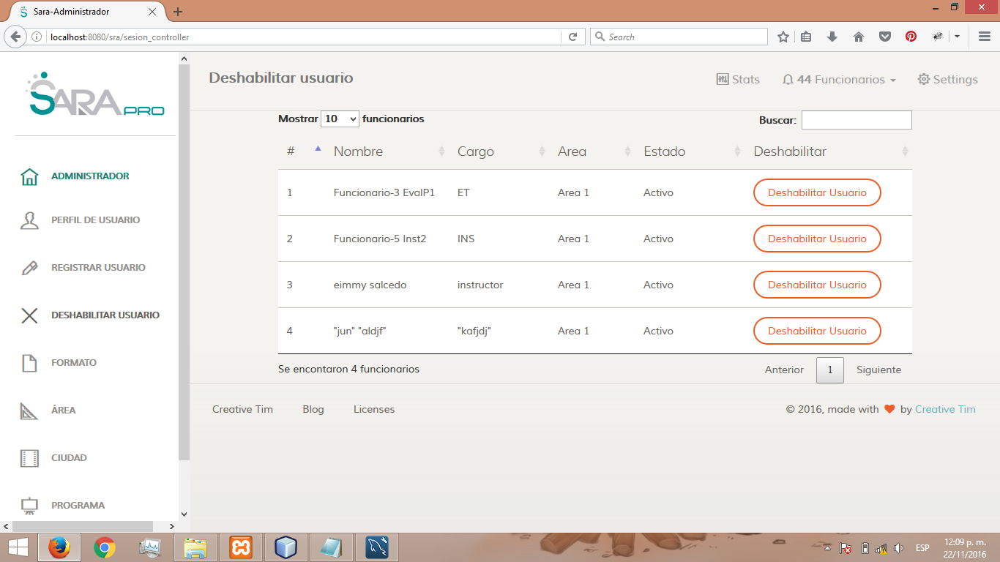 Sara-Administrador
localhost:8080/sra/sesion_controller
Search
SARA PRO
ADMINISTRADOR
PERFIL DE USUARIO
REGISTRAR USUARIO
DESHABILITAR USUARIO
FORMATO
ÁREA
CIUDAD
PROGRAMA
Deshabilitar usuario
Stats
44 Funcionarios
Settings
Mostrar 10 funcionarios
Buscar:
# Nombre Cargo Area Estado Deshabilitar
1 Funcionario-3 EvalP1 ET Area 1 Activo Deshabilitar Usuario
2 Funcionario-5 Inst2 INS Area 1 Activo Deshabilitar Usuario
3 eimmy salcedo instructor Area 1 Activo Deshabilitar Usuario
4 "jun" "aldjf" "kafjdj" Area 1 Activo Deshabilitar Usuario
Se encontaron 4 funcionarios
Anterior 1 Siguiente
Creative Tim Blog Licenses
© 2016, made with by Creative Tim
ESP
12:09 p. m.
22/11/2016